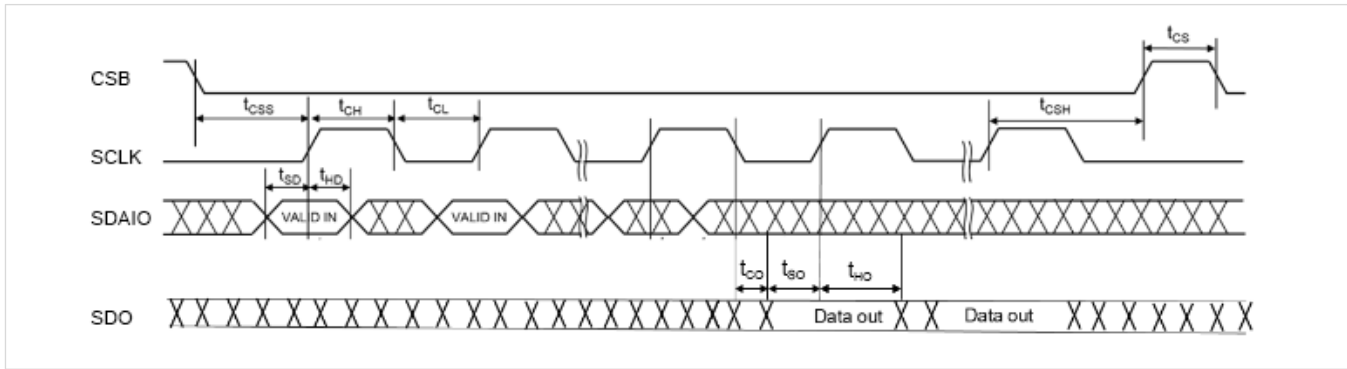 tCS
CSB
tCSS tCH tCL tCSH
SCLK
tSD tHD
SDAIO VALID IN VALID IN
tCO tSO tHO
SDO Data out Data out